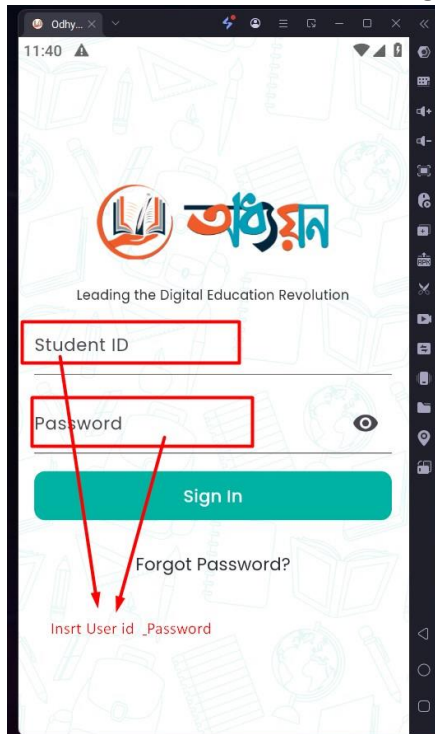 Odhy...
11:40
অধ্যয়ন
Leading the Digital Education Revolution
Student ID
Password
Sign In
Forgot Password?
Insrt User id _Password